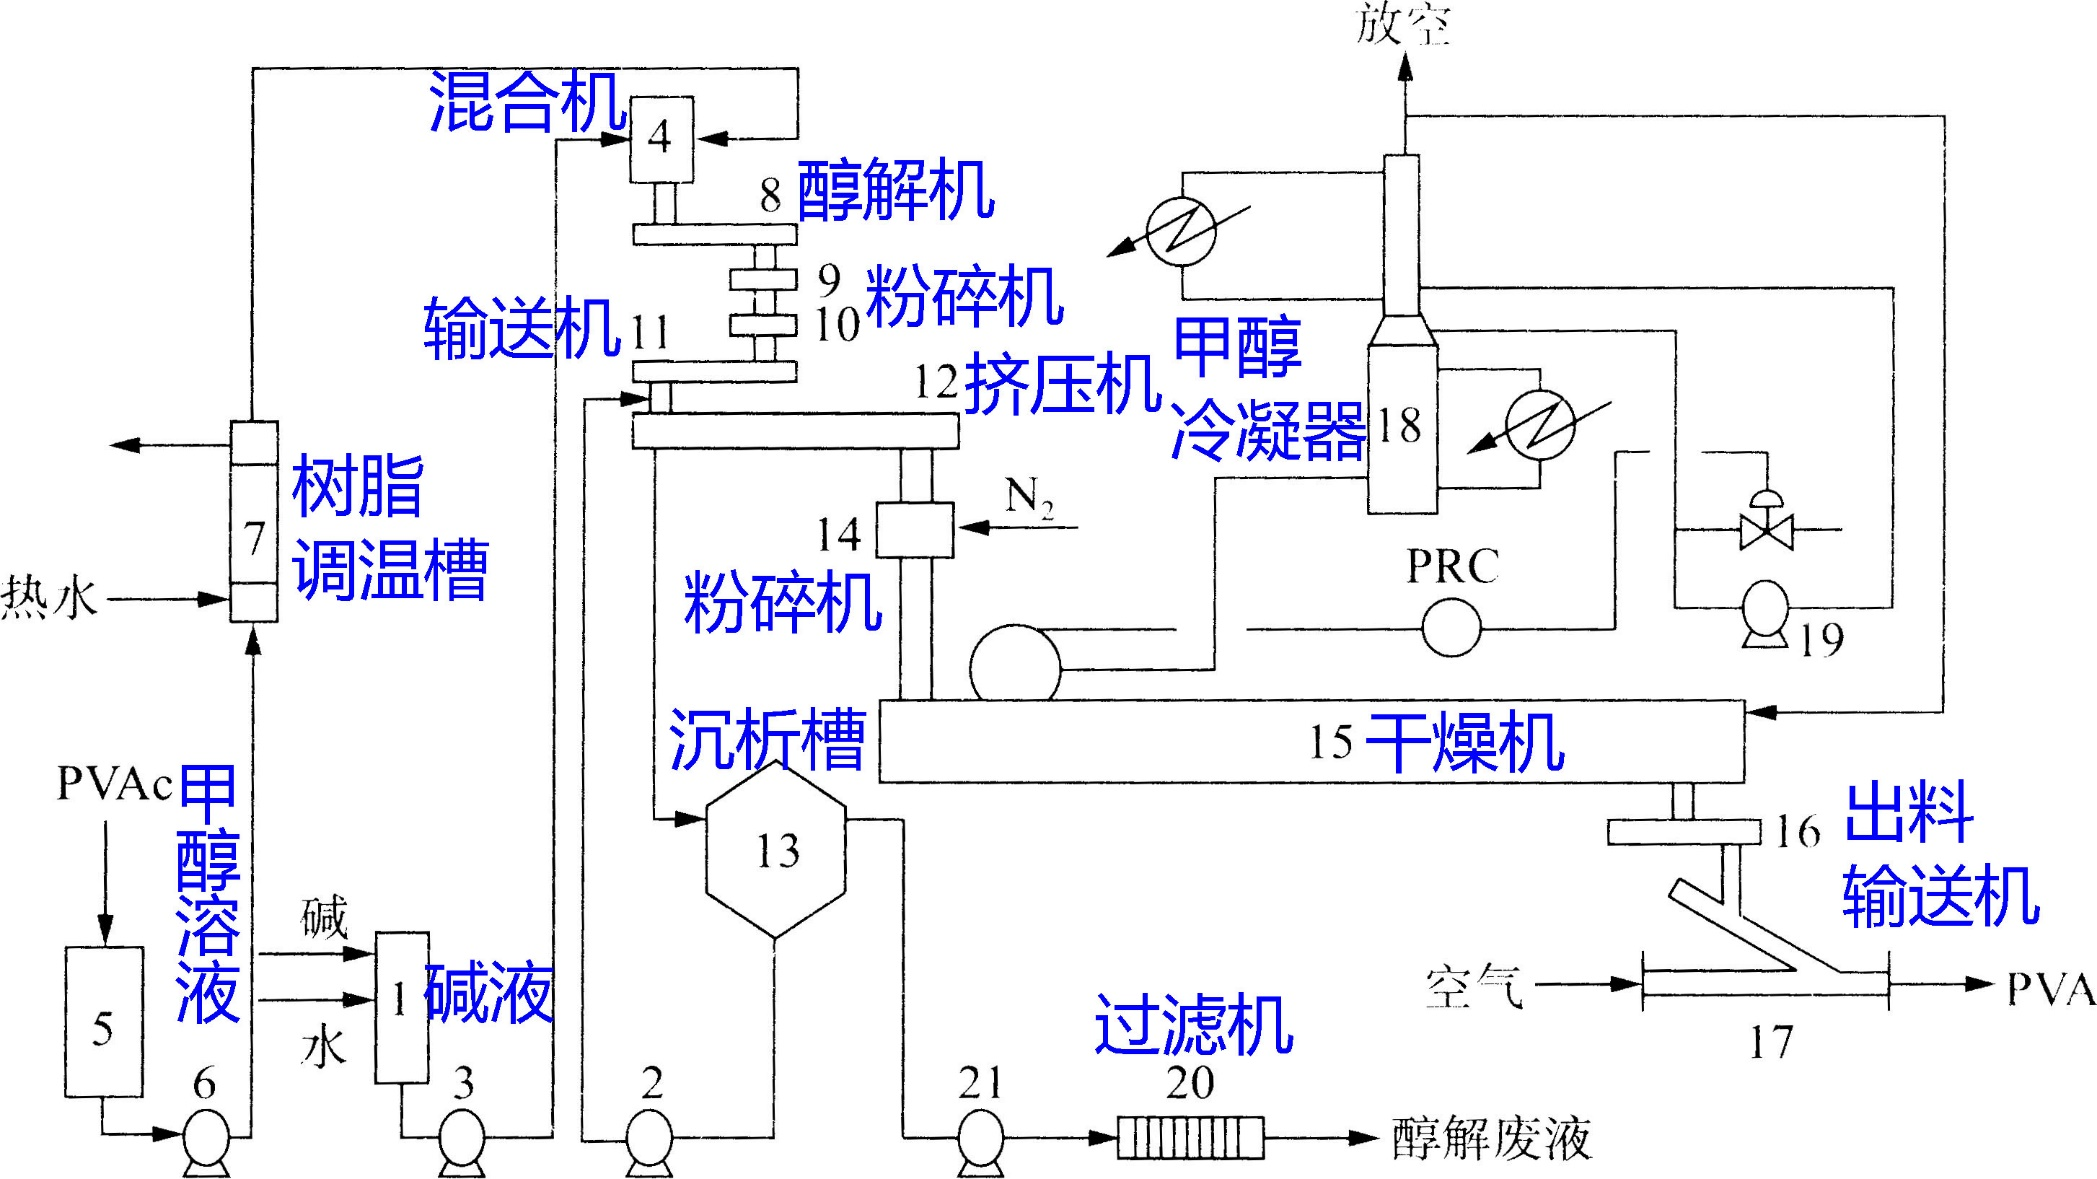 放空
混合机
4
8 醇解机
9 粉碎机
10
输送机 11
12 挤压机
甲醇
冷凝器 18
树脂
调温槽
7
热水
N₂
14
粉碎机
PRC
19
沉析槽
15 干燥机
13
PVAc
甲醇溶液
碱
水
1 碱液
5
6
3
2
21
过滤机
20
醇解废液
16 出料
输送机
空气
PVA
17